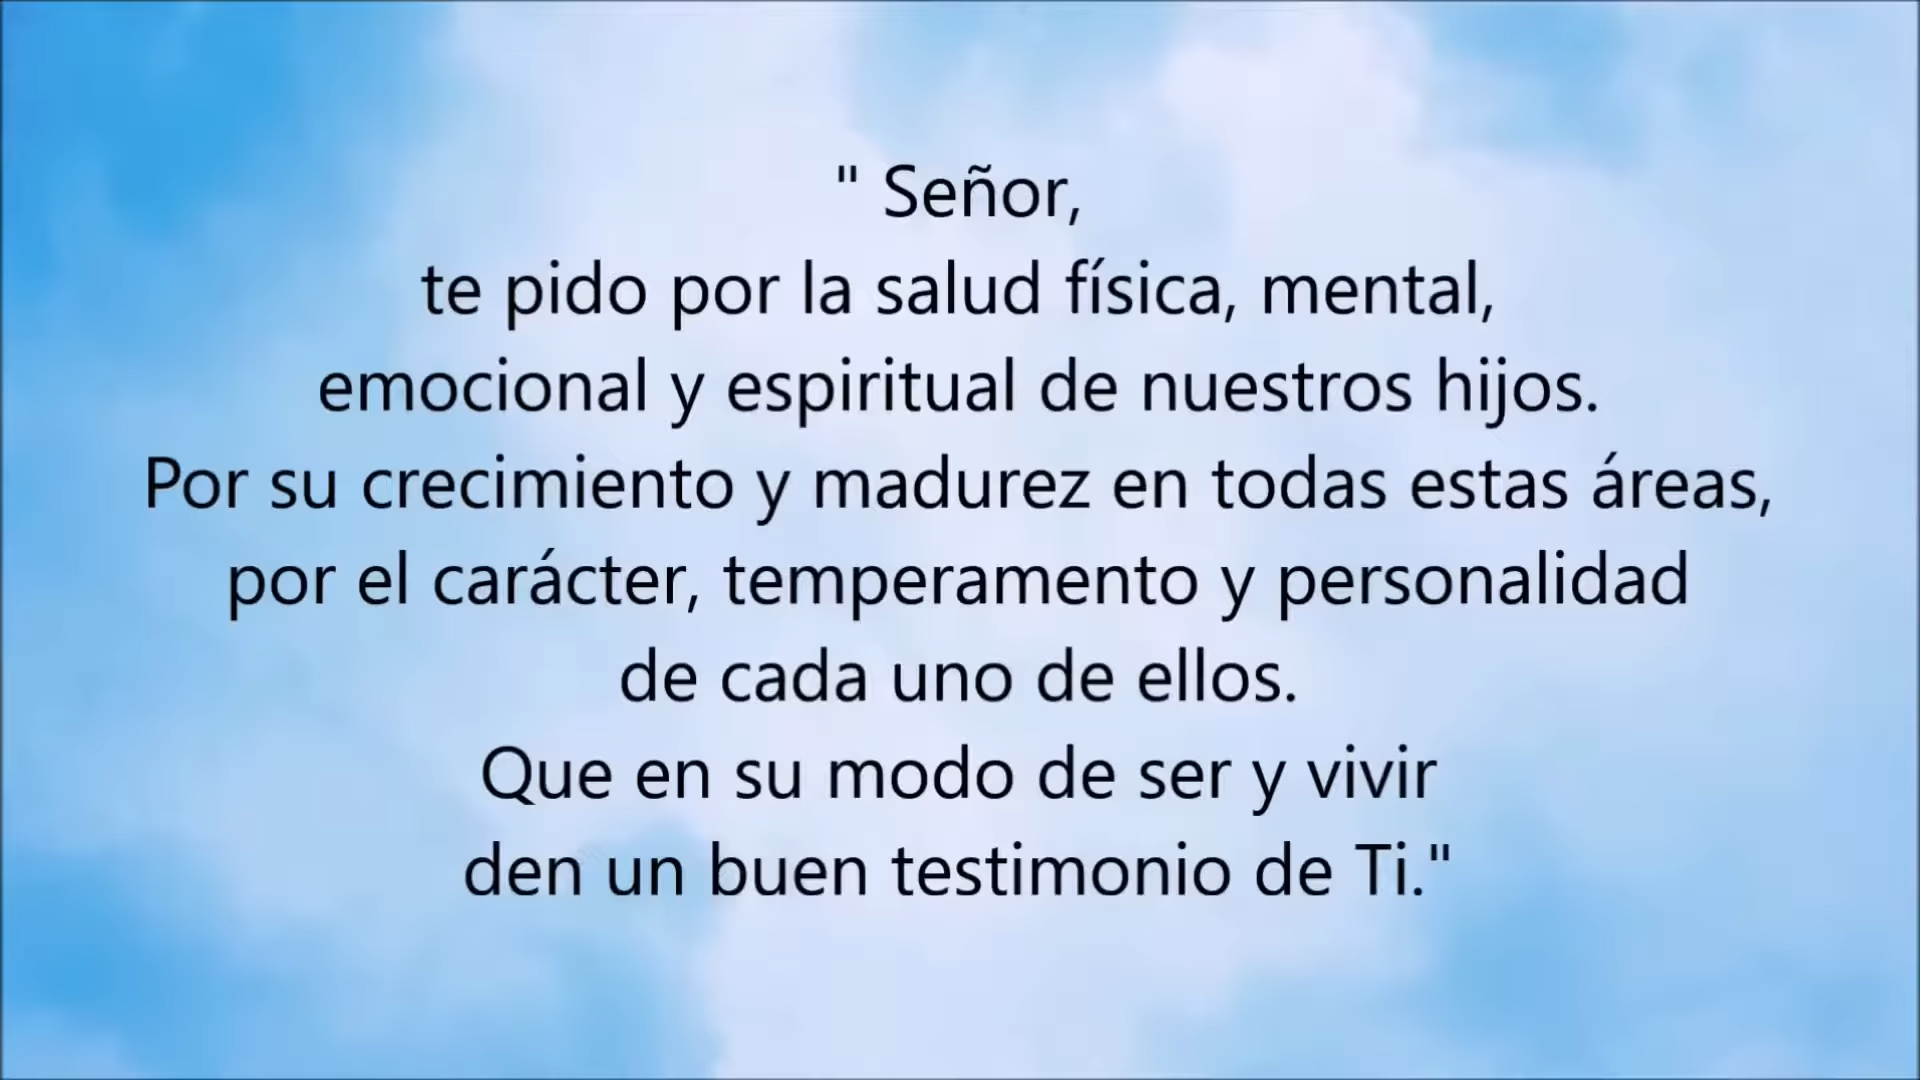 " Señor,
te pido por la salud física, mental,
emocional y espiritual de nuestros hijos.
Por su crecimiento y madurez en todas estas áreas,
por el carácter, temperamento y personalidad
de cada uno de ellos.
Que en su modo de ser y vivir
den un buen testimonio de Ti."